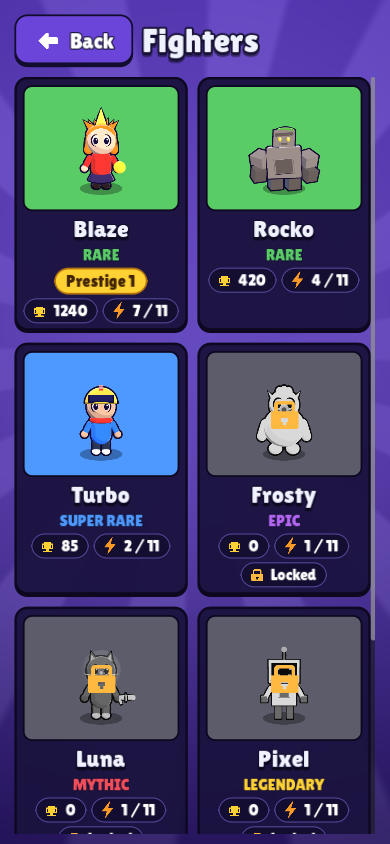 Back
Fighters
Blaze
RARE
Prestige 1
1240
7 / 11
Rocko
RARE
420
4 / 11
Turbo
SUPER RARE
85
2 / 11
Frosty
EPIC
0
1 / 11
Locked
Luna
MYTHIC
0
1 / 11
Pixel
LEGENDARY
0
1 / 11